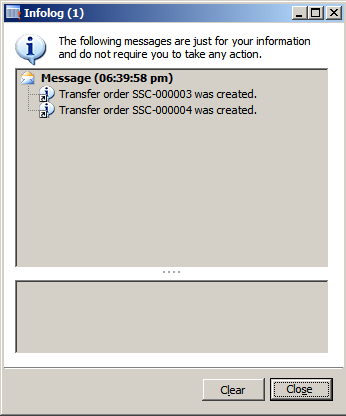 Infolog (1)
The following messages are just for your information
and do not require you to take any action.
Message (06:39:58 pm)
Transfer order SSC-000003 was created.
Transfer order SSC-000004 was created.
Clear
Close